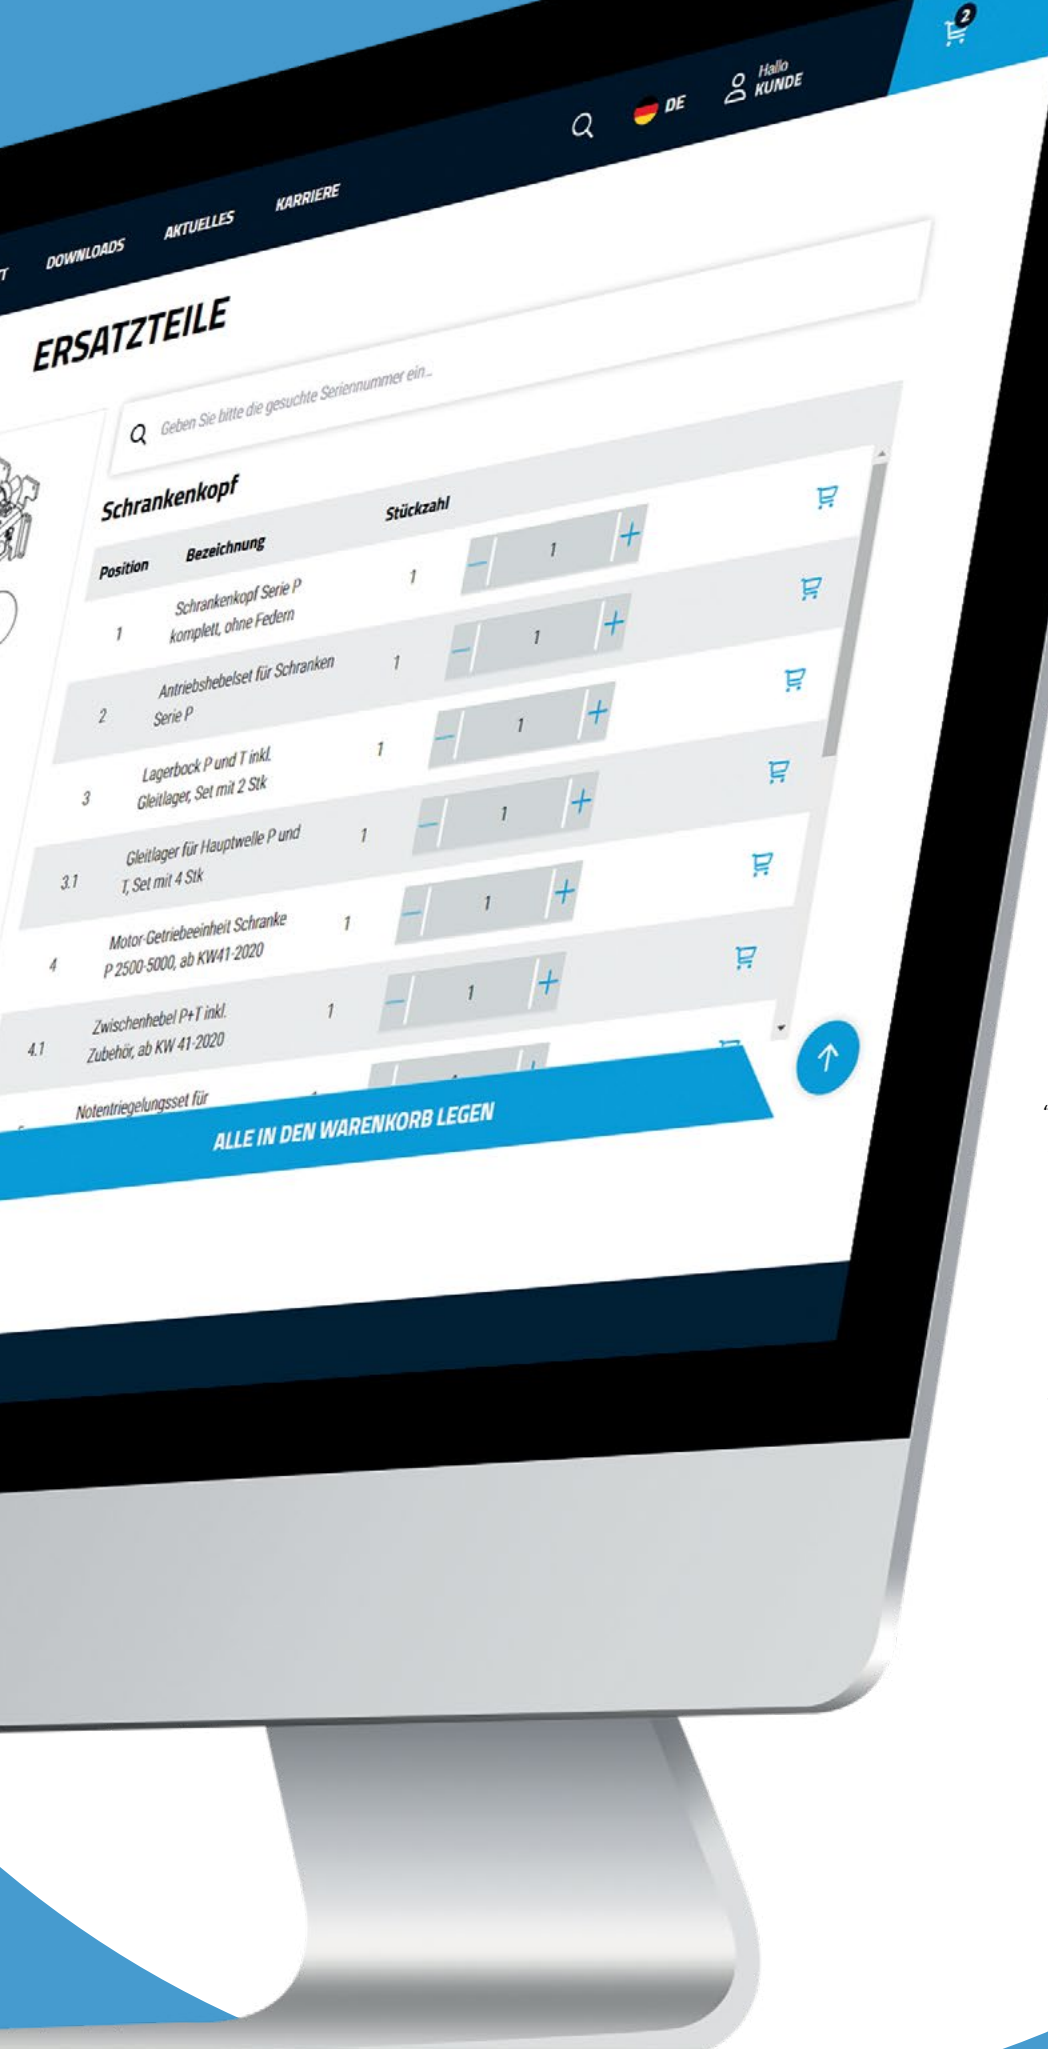 2
Hallo
KUNDE
DE
DOWNLOADS
AKTUELLES
KARRIERE
ERSATZTEILE
Geben Sie bitte die gesuchte Seriennummer ein...
Schrankenkopf
Position Bezeichnung Stückzahl
1 Schrankenkopf Serie P
komplett, ohne Federn 1 1
2 Antriebshebelset für Schranken
Serie P 1 1
3 Lagerbock P und T inkl.
Gleitlager, Set mit 2 Stk 1 1
3.1 Gleitlager für Hauptwelle P und
T, Set mit 4 Stk 1 1
4 Motor-Getriebeeinheit Schranke
P 2500-5000, ab KW41-2020 1 1
4.1 Zwischenhebel P+T inkl.
Zubehör, ab KW 41-2020 1 1
Notentriegelungsset für
ALLE IN DEN WARENKORB LEGEN